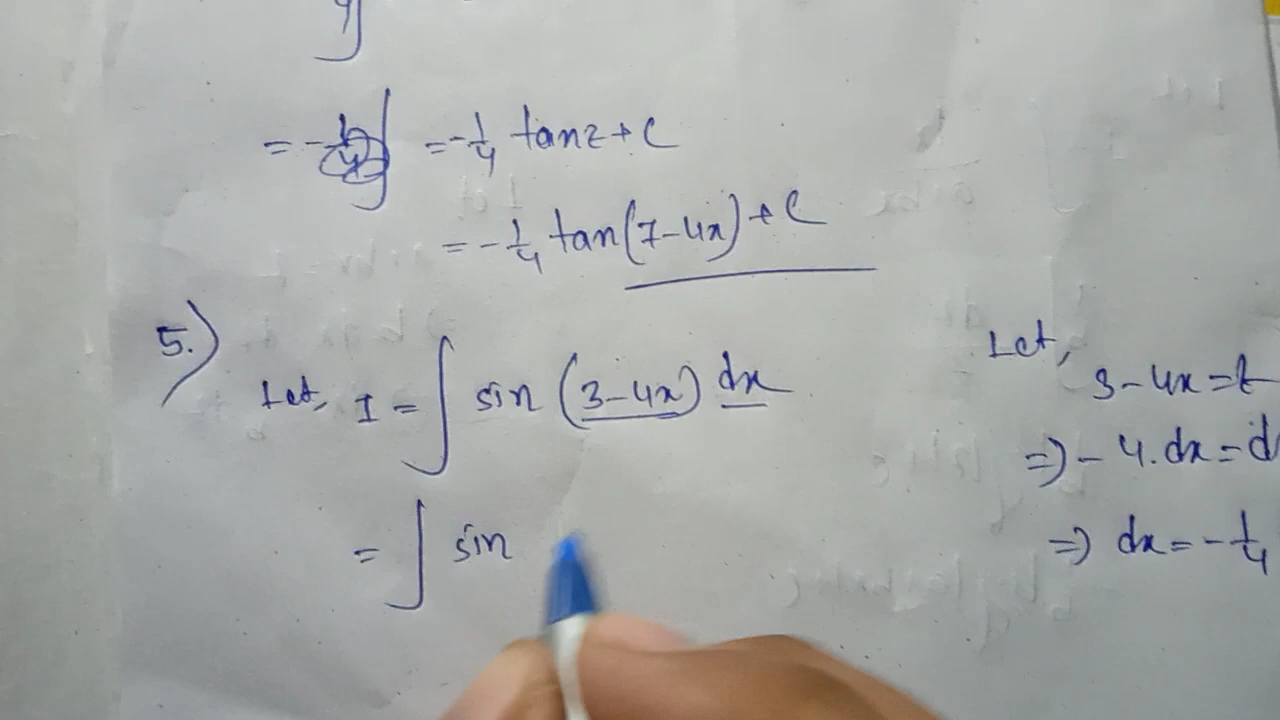 = -1/4 ∫ = -1/4 tanz + C
= -1/4 tan(7-4x) + C
5.)
Let, I = ∫ sin (3-4x) dx
Let,
3-4x = t
⇒ -4.dx = d
= ∫ sin
⇒ dx = -1/4